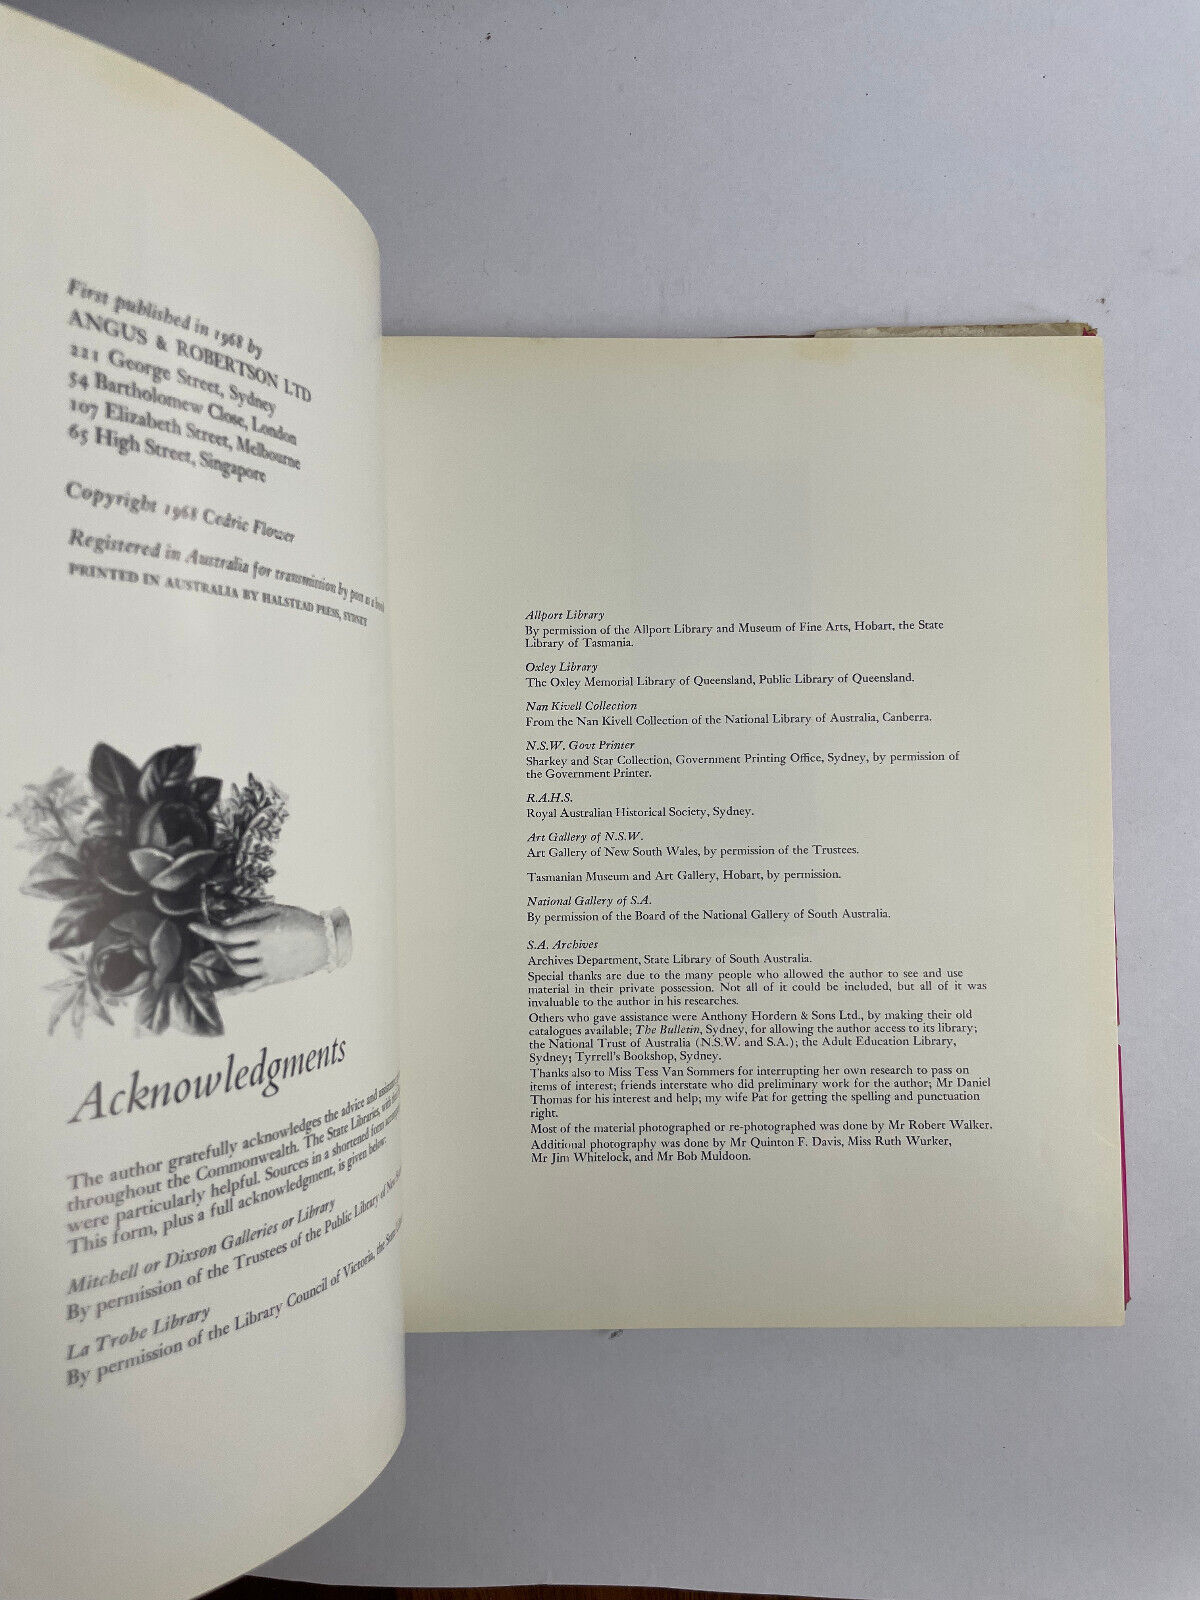 First published in 1968 by
ANGUS & ROBERTSON LTD
221 George Street, Sydney
54 Bartholomew Close, London
107 Elizabeth Street, Melbourne
65 High Street, Singapore
Copyright 1968 Cedric Flower
Registered in Australia for transmission by post as a book
PRINTED IN AUSTRALIA BY HALSTEAD PRESS, SYDNEY
Acknowledgments
The author gratefully acknowledges the advice and
throughout the Commonwealth. The State Libraries, with
were particularly helpful. Sources in a shortened form
This form, plus a full acknowledgment, is given below:
Mitchell or Dixson Galleries or Library
By permission of the Trustees of the Public Library of New
La Trobe Library
By permission of the Library Council of Victoria, the State
Allport Library
By permission of the Allport Library and Museum of Fine Arts, Hobart, the State
Library of Tasmania.
Oxley Library
The Oxley Memorial Library of Queensland, Public Library of Queensland.
Nan Kivell Collection
From the Nan Kivell Collection of the National Library of Australia, Canberra.
N.S.W. Govt Printer
Sharkey and Star Collection, Government Printing Office, Sydney, by permission of
the Government Printer.
R.A.H.S.
Royal Australian Historical Society, Sydney.
Art Gallery of N.S.W.
Art Gallery of New South Wales, by permission of the Trustees.
Tasmanian Museum and Art Gallery, Hobart, by permission.
National Gallery of S.A.
By permission of the Board of the National Gallery of South Australia.
S.A. Archives
Archives Department, State Library of South Australia.
Special thanks are due to the many people who allowed the author to see and use
material in their private possession. Not all of it could be included, but all of it was
invaluable to the author in his researches.
Others who gave assistance were Anthony Hordern & Sons Ltd., by making their old
catalogues available; The Bulletin, Sydney, for allowing the author access to its library;
the National Trust of Australia (N.S.W. and S.A.); the Adult Education Library,
Sydney; Tyrrell's Bookshop, Sydney.
Thanks also to Miss Tess Van Sommers for interrupting her own research to pass on
items of interest; friends interstate who did preliminary work for the author; Mr Daniel
Thomas for his interest and help; my wife Pat for getting the spelling and punctuation
right.
Most of the material photographed or re-photographed was done by Mr Robert Walker.
Additional photography was done by Mr Quinton F. Davis, Miss Ruth Wurker,
Mr Jim Whitelock, and Mr Bob Muldoon.